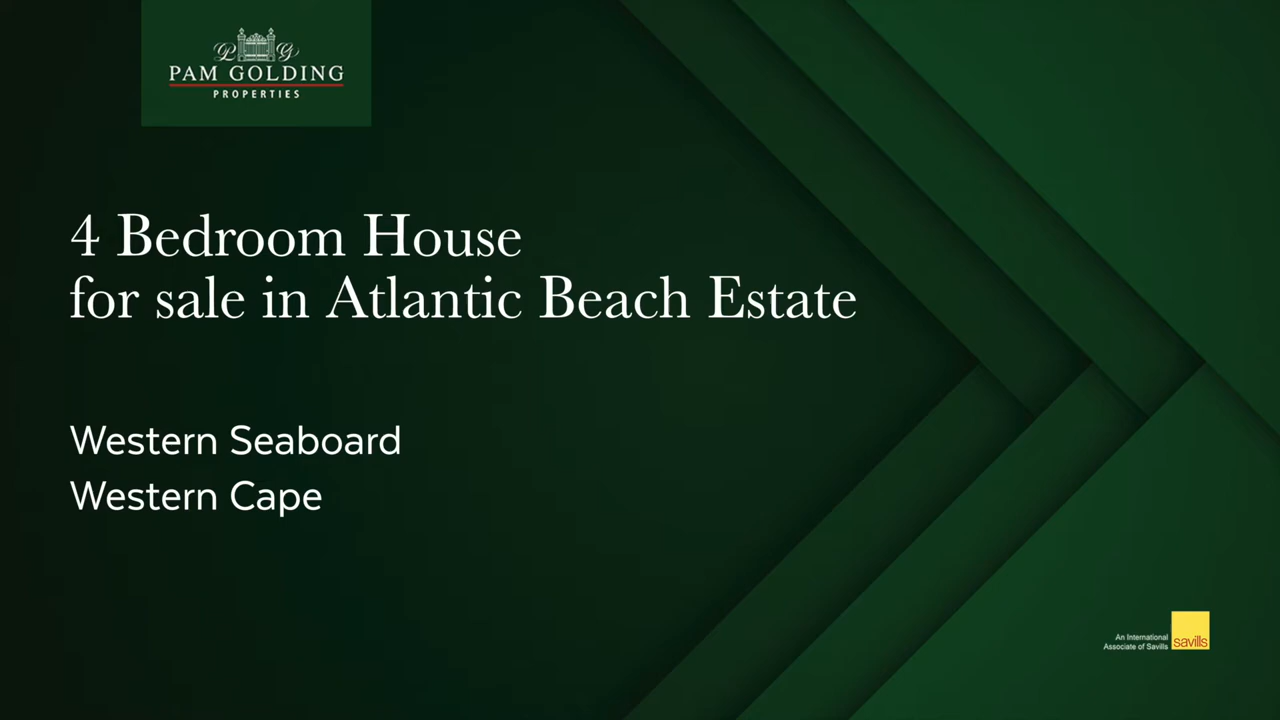 PAM GOLDING
PROPERTIES
4 Bedroom House
for sale in Atlantic Beach Estate
Western Seaboard
Western Cape
An International
Associate of Savills
savills